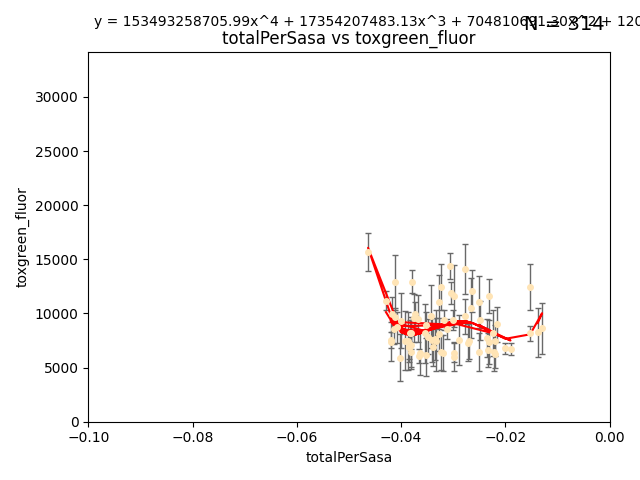 y = 153493258705.99x^4 + 17354207483.13x^3 +
N = 314
totalPerSasa vs toxgreen_fluor
30000
25000
20000
15000
10000
5000
0
toxgreen_fluor
−0.10 −0.08 −0.06 −0.04 −0.02 0.00
totalPerSasa